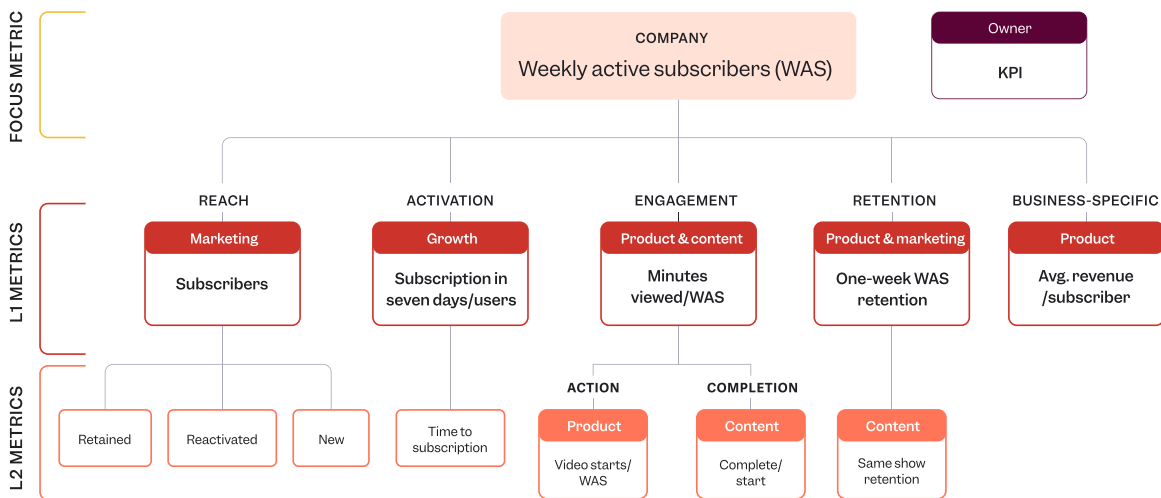 FOCUS METRIC
COMPANY
Weekly active subscribers (WAS)
Owner
KPI
L1 METRICS
REACH
Marketing
Subscribers
ACTIVATION
Growth
Subscription in
seven days/users
ENGAGEMENT
Product & content
Minutes
viewed/WAS
RETENTION
Product & marketing
One-week WAS
retention
BUSINESS-SPECIFIC
Product
Avg. revenue
/subscriber
L2 METRICS
Retained
Reactivated
New
Time to
subscription
ACTION
Product
Video starts/
WAS
COMPLETION
Content
Complete/
start
Content
Same show
retention